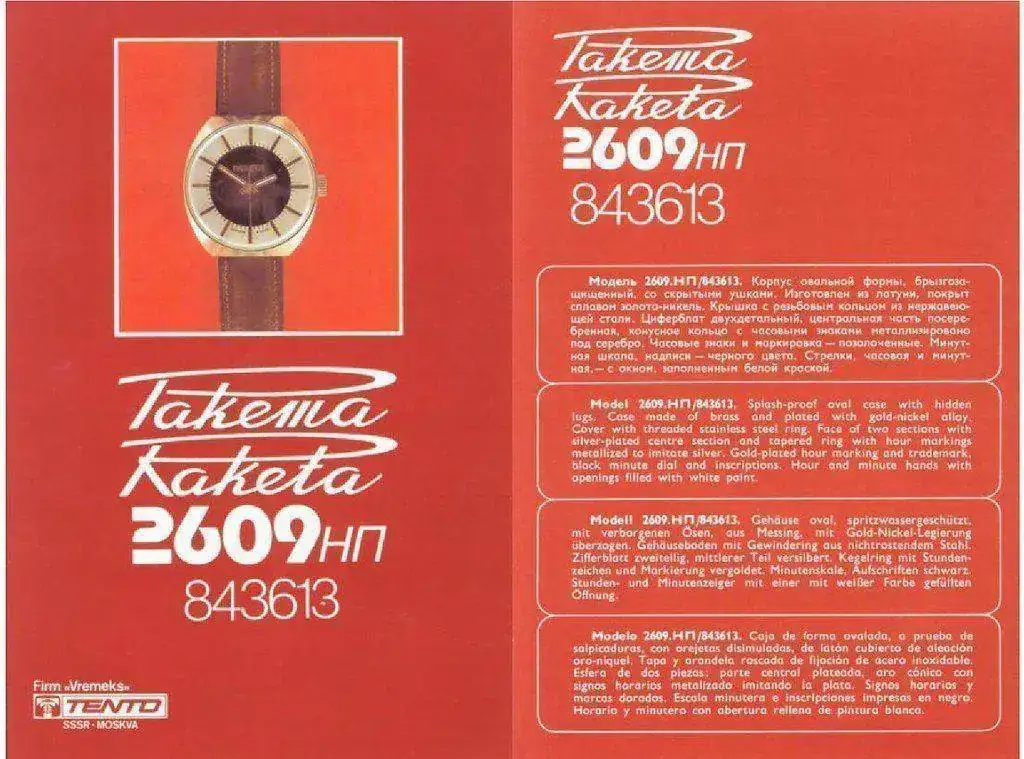 Ракета
Raketa
2609НП
843613
Firm «Vremeks»
TENTO
SSSR · MOSKVA
Ракета
Raketa
2609НП
843613
Модель 2609.НП/843613. Корпус овальной формы, брызгоза-
щищенный, со скрытыми ушками. Изготовлен из латуни, покрыт
сплавом золото-никель. Крышка с резьбовым кольцом из нержавею-
щей стали. Циферблат двухдетальный, центральная часть посере-
бренная, конусное кольцо с часовыми знаками металлизировано
под серебро. Часовые знаки и маркировка — позолоченные. Минут-
ная шкала, надписи — черного цвета. Стрелки, часовая и минут-
ная, — с окном, заполненным белой краской.
Model 2609.НП/843613. Splash-proof oval case with hidden
lugs. Case made of brass and plated with gold-nickel alloy.
Cover with threaded stainless steel ring. Face of two sections with
silver-plated centre section and tapered ring with hour markings
metallized to imitate silver. Gold-plated hour marking and trademark,
black minute dial and inscriptions. Hour and minute hands with
openings filled with white paint.
Modell 2609.НП/843613. Gehäuse oval, spritzwassergeschützt,
mit verborgenen Ösen, aus Messing, mit Gold-Nickel-Legierung
überzogen. Gehäuseboden mit Gewindering aus nichtrostendem Stahl.
Zifferblatt zweiteilig, mittlerer Teil versilbert. Kegelring mit Stunden-
zeichen und Markierung vergoldet. Minutenskale, Aufschriften schwarz.
Stunden- und Minutenzeiger mit einer mit weißer Farbe gefüllten
Öffnung.
Modelo 2609.НП/843613. Caja de forma ovalada, a prueba de
salpicaduras, con orejetas disimuladas, de latón cubierto de aleación
oro-níquel. Tapa y arandela roscada de fijación de acero inoxidable.
Esfera de dos piezas: parte central plateada, aro cónico con
signos horarios metalizado imitando la plata. Signos horarios y
marcas dorados. Escala minutera e inscripciones impresas en negro.
Horario y minutero con abertura rellena de pintura blanca.